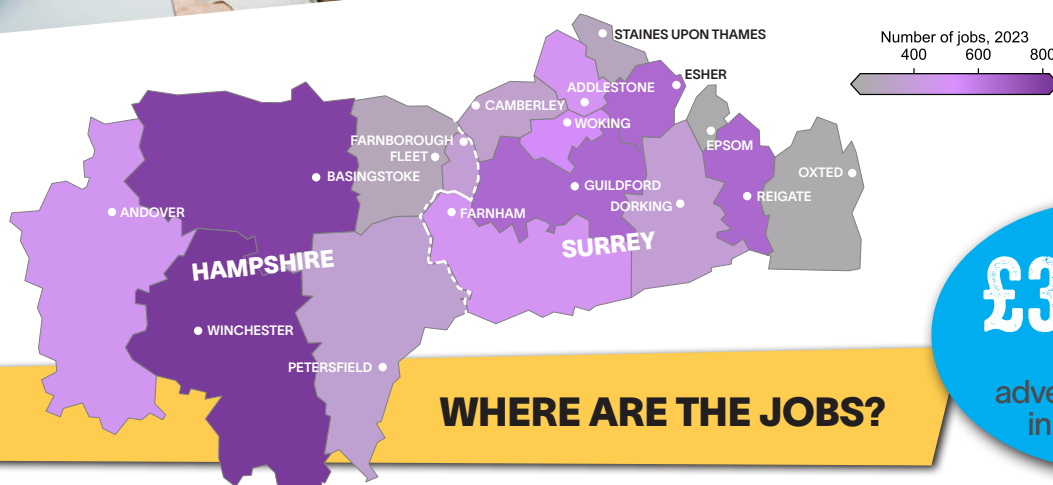 STAINES UPON THAMES
Number of jobs, 2023
400 600 800
ESHER
ADDLESTONE
CAMBERLEY
WOKING
FARNBOROUGH
FLEET
EPSOM
BASINGSTOKE
OXTED
GUILDFORD
REIGATE
DORKING
ANDOVER
FARNHAM
SURREY
HAMPSHIRE
WINCHESTER
PETERSFIELD
£3
WHERE ARE THE JOBS?
adve
in